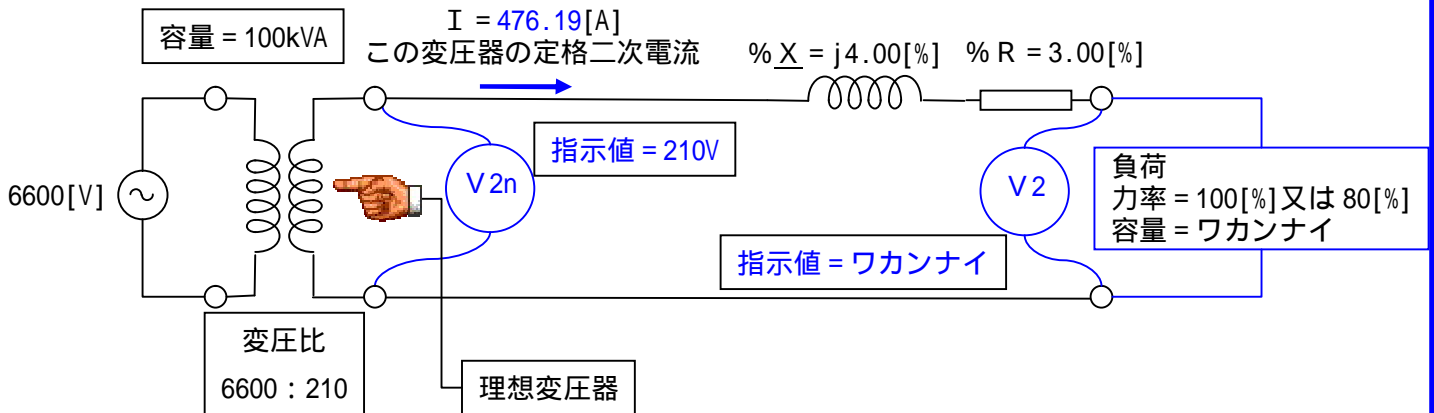 容量 = 100kVA
I = 476.19[A]
この変圧器の定格二次電流
% X = j4.00[%]
% R = 3.00[%]
6600[V]
V2n
指示値 = 210V
V2
指示値 = ワカンナイ
負荷
力率 = 100[%]又は 80[%]
容量 = ワカンナイ
変圧比
6600 : 210
理想変圧器